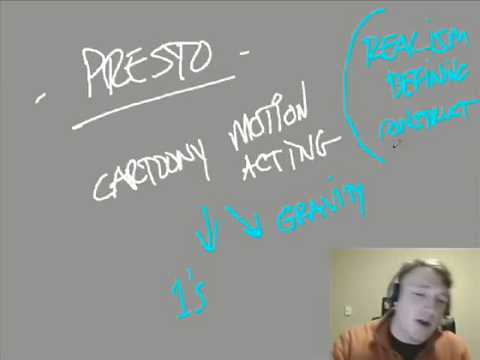 - PRESTO -
CARTOONY MOTION
ACTING
REALISM
DEFINING
CONSTRUCT
GRAVITY
1's